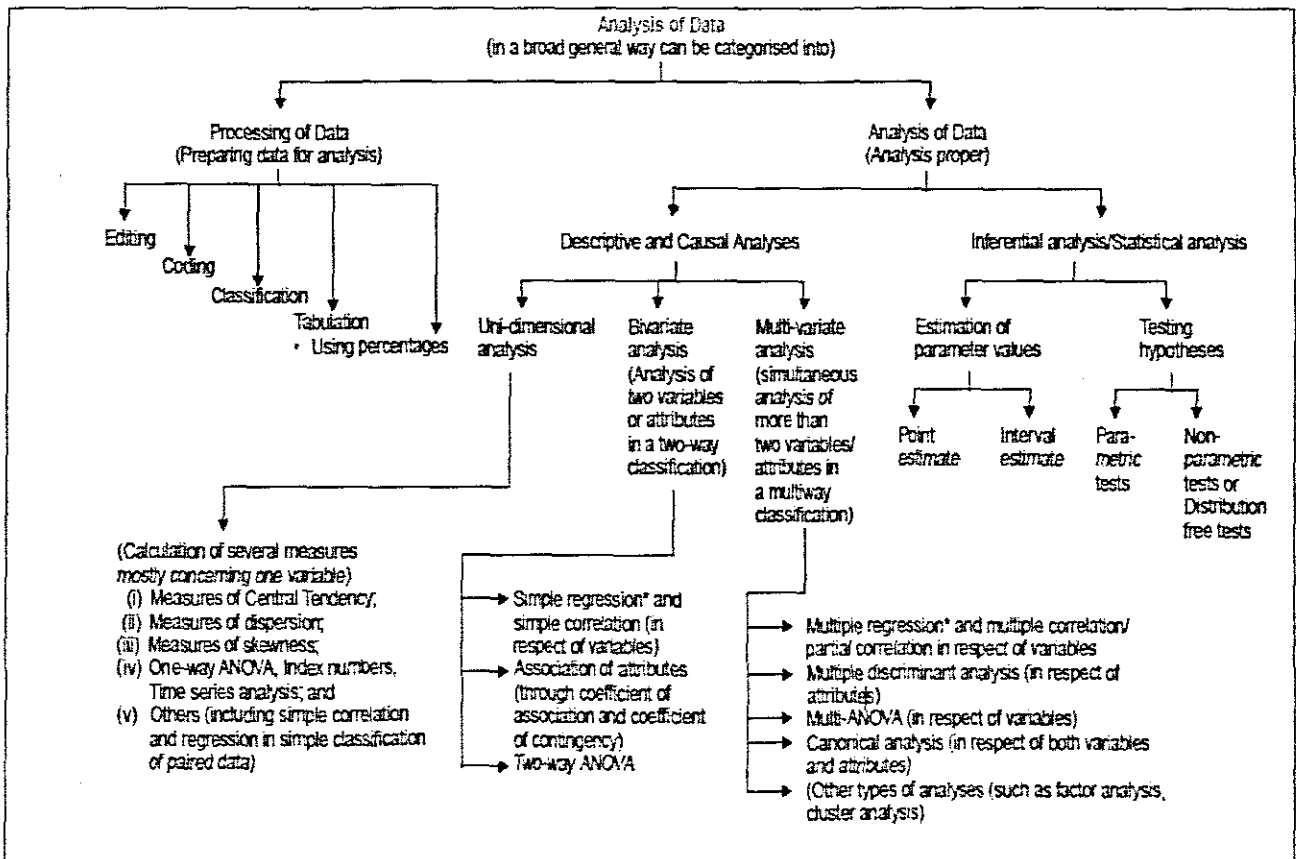 Analysis of Data
(in a broad general way can be categorised into)
Processing of Data
(Preparing data for analysis)
Analysis of Data
(Analysis proper)
Editing
Coding
Classification
Tabulation
• Using percentages
Descriptive and Causal Analyses
Inferential analysis/Statistical analysis
Uni-dimensional
analysis
Bivariate
analysis
(Analysis of
two variables
or attributes
in a two-way
classification)
Multi-variate
analysis
(simultaneous
analysis of
more than
two variables/
attributes in
a multiway
classification)
Estimation of
parameter values
Testing
hypotheses
Point
estimate
Interval
estimate
Para-
metric
tests
Non-
parametric
tests or
Distribution
free tests
(Calculation of several measures
mostly concerning one variable)
(i) Measures of Central Tendency;
(ii) Measures of dispersion;
(iii) Measures of skewness;
(iv) One-way ANOVA, Index numbers,
Time series analysis; and
(v) Others (including simple correlation
and regression in simple classification
of paired data)
Simple regression* and
simple correlation (in
respect of variables)
Association of attributes
(through coefficient of
association and coefficient
of contingency)
Two-way ANOVA
Multiple regression* and multiple correlation/
partial correlation in respect of variables
Multiple discriminant analysis (in respect of
attributes)
Multi-ANOVA (in respect of variables)
Canonical analysis (in respect of both variables
and attributes)
(Other types of analyses (such as factor analysis,
cluster analysis)